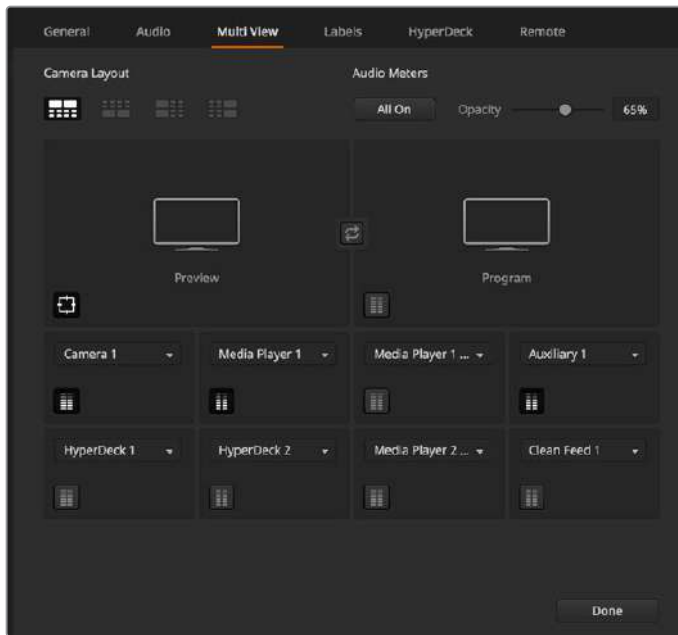 General Audio Multi View Labels HyperDeck Remote
Camera Layout Audio Meters
All On Opacity 65%
Preview Program
Camera 1 Media Player 1 Media Player 1 ... Auxiliary 1
HyperDeck 1 HyperDeck 2 Media Player 2 ... Clean Feed 1
Done